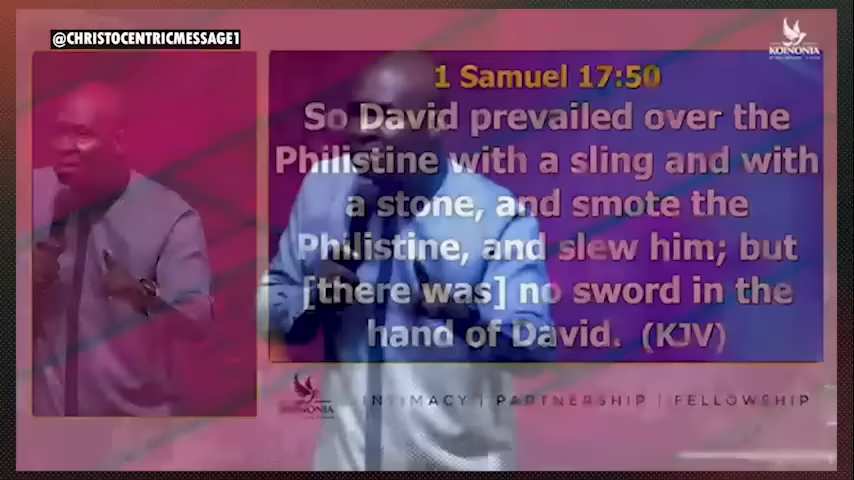 @CHRISTOCENTRICMESSAGE1
KOINONIA
1 Samuel 17:50
So David prevailed over the
Philistine with a sling and with
a stone, and smote the
Philistine, and slew him; but
[there was] no sword in the
hand of David. (KJV)
KOINONIA
INTIMACY | PARTNERSHIP | FELLOWSHIP